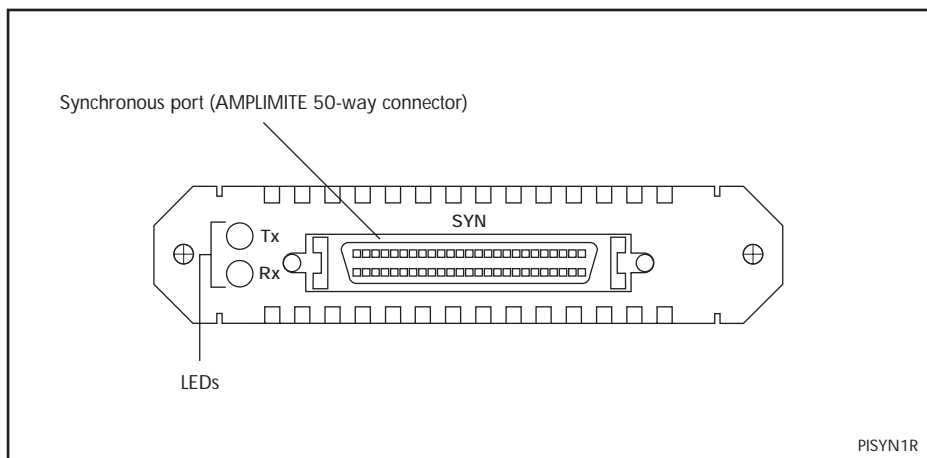 Synchronous port (AMPLIMITE 50-way connector)
SYN
Tx
Rx
LEDs
PISYN1R